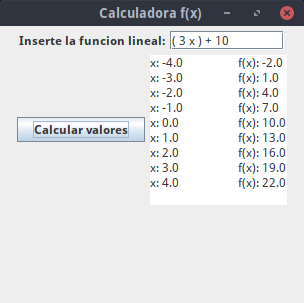 Calculadora f(x)
Inserte la funcion lineal: ( 3 x ) + 10
x: -4.0 f(x): -2.0
x: -3.0 f(x): 1.0
x: -2.0 f(x): 4.0
x: -1.0 f(x): 7.0
Calcular valores
x: 0.0 f(x): 10.0
x: 1.0 f(x): 13.0
x: 2.0 f(x): 16.0
x: 3.0 f(x): 19.0
x: 4.0 f(x): 22.0